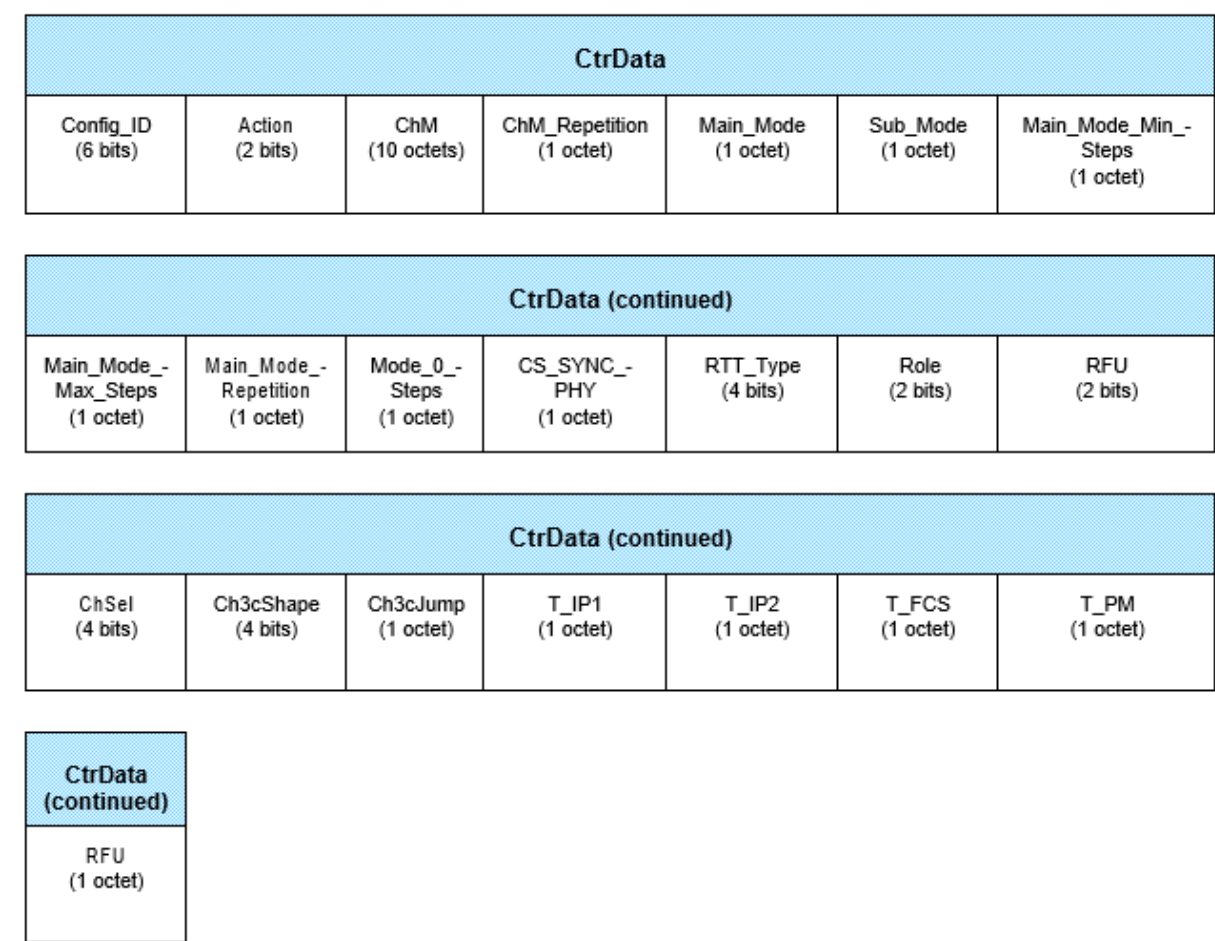 CtrData
Config_ID
(6 bits)
Action
(2 bits)
ChM
(10 octets)
ChM_Repetition
(1 octet)
Main_Mode
(1 octet)
Sub_Mode
(1 octet)
Main_Mode_Min_-
Steps
(1 octet)
CtrData (continued)
Main_Mode_-
Max_Steps
(1 octet)
Main_Mode_-
Repetition
(1 octet)
Mode_0_-
Steps
(1 octet)
CS_SYNC_-
PHY
(1 octet)
RTT_Type
(4 bits)
Role
(2 bits)
RFU
(2 bits)
CtrData (continued)
ChSel
(4 bits)
Ch3cShape
(4 bits)
Ch3cJump
(1 octet)
T_IP1
(1 octet)
T_IP2
(1 octet)
T_FCS
(1 octet)
T_PM
(1 octet)
CtrData
(continued)
RFU
(1 octet)